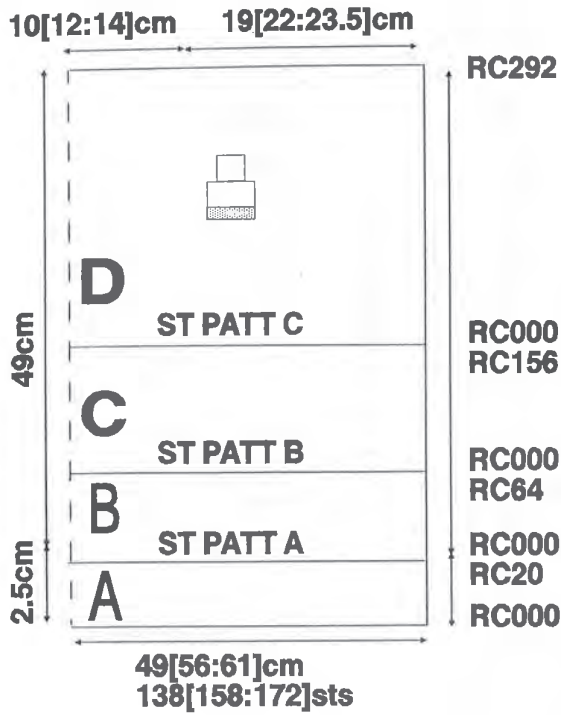 10[12:14]cm 19[22:23.5]cm
RC292
D
49cm
ST PATT C
RC000
RC156
C
ST PATT B
RC000
RC64
B
ST PATT A
RC000
RC20
2.5cm
A
RC000
49[56:61]cm
138[158:172]sts